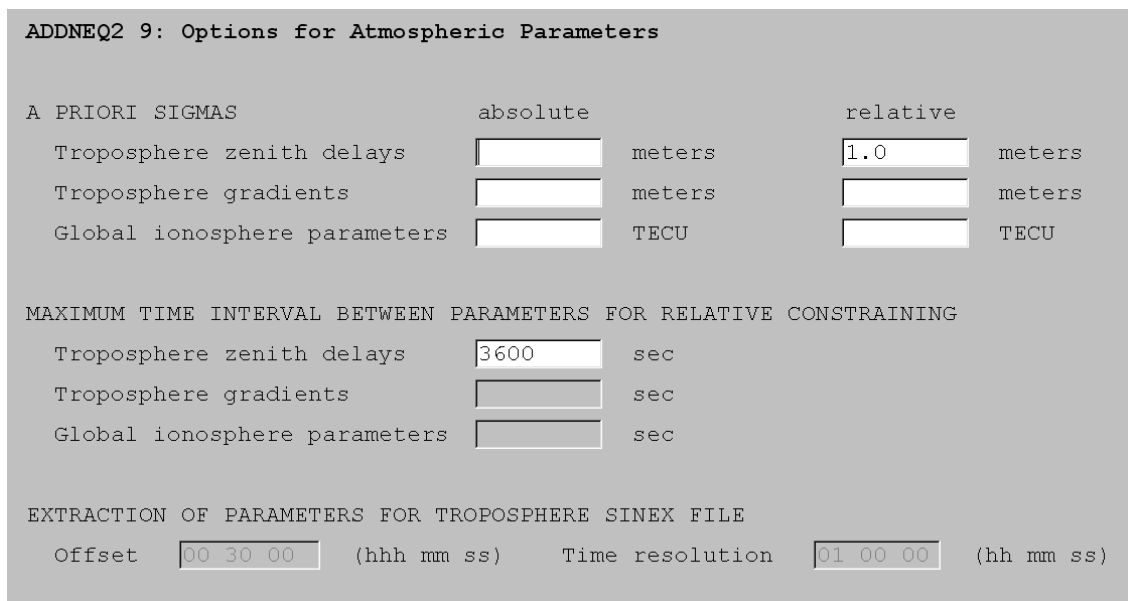 ADDNEQ2 9: Options for Atmospheric Parameters
A PRIORI SIGMAS absolute relative
Troposphere zenith delays meters 1.0 meters
Troposphere gradients meters meters
Global ionosphere parameters TECU TECU
MAXIMUM TIME INTERVAL BETWEEN PARAMETERS FOR RELATIVE CONSTRAINING
Troposphere zenith delays 3600 sec
Troposphere gradients sec
Global ionosphere parameters sec
EXTRACTION OF PARAMETERS FOR TROPOSPHERE SINEX FILE
Offset 00 30 00 (hhh mm ss) Time resolution 01 00 00 (hh mm ss)